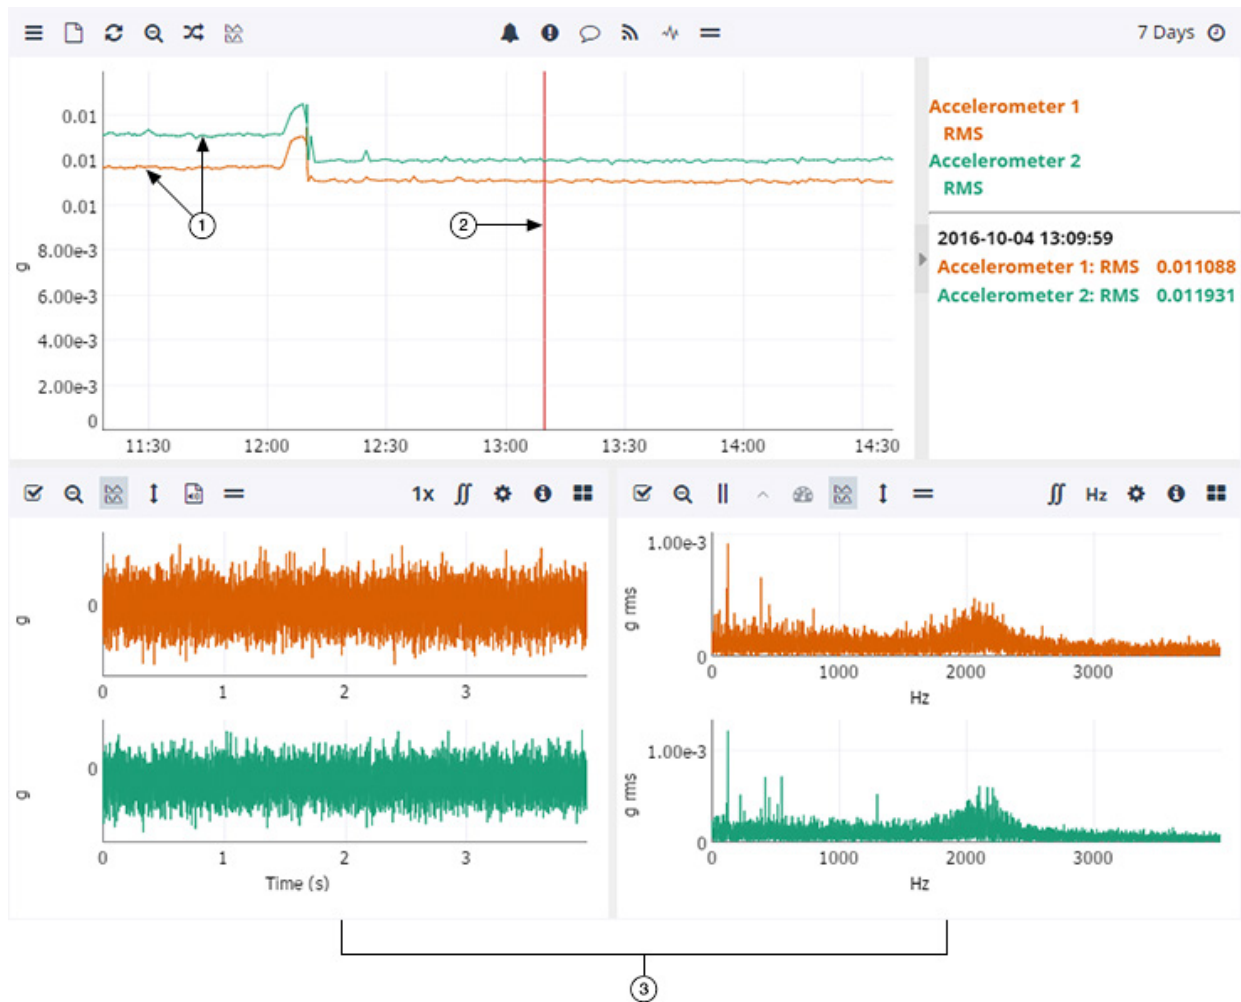 7 Days
0.01
0.01
0.01
8.00e-3
6.00e-3
4.00e-3
2.00e-3
0
g
11:30 12:00 12:30 13:00 13:30 14:00 14:30
1
2
Accelerometer 1
RMS
Accelerometer 2
RMS
2016-10-04 13:09:59
Accelerometer 1: RMS 0.011088
Accelerometer 2: RMS 0.011931
1x ∬
0
g
0 1 2 3
0
g
0 1 2 3
Time (s)
∬ Hz
1.00e-3
0
g rms
0 1000 2000 3000
Hz
1.00e-3
0
g rms
0 1000 2000 3000
Hz
3